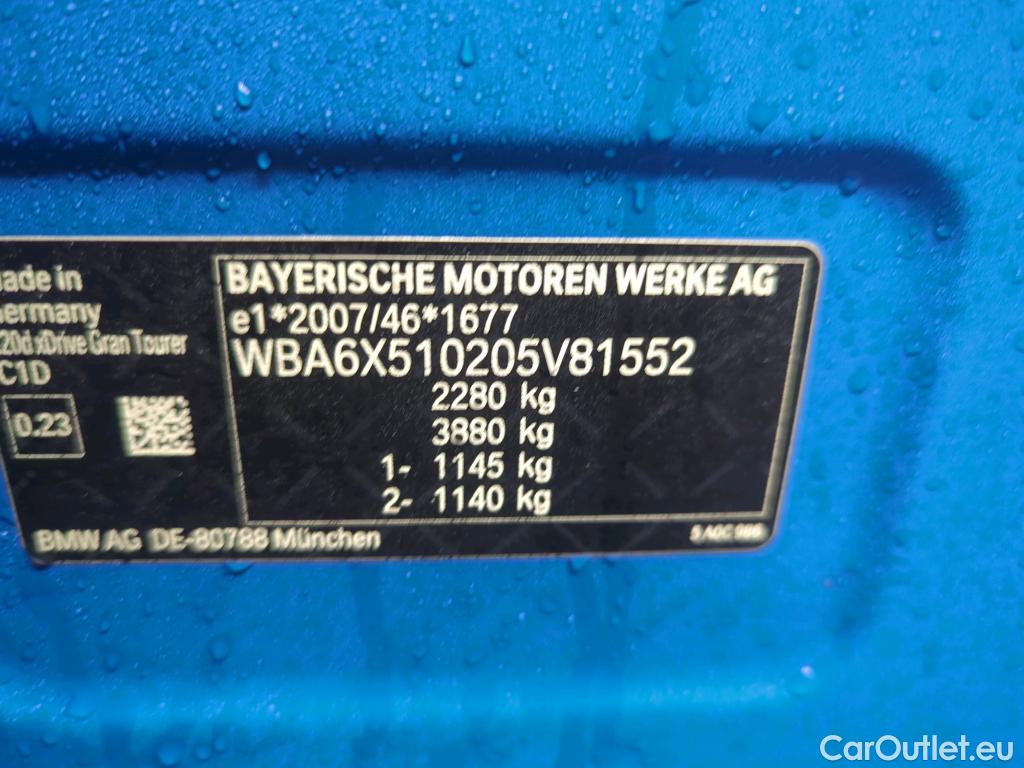 ade in
ermany
20d xDrive Gran Tourer
C1D
0.23
BAYERISCHE MOTOREN WERKE AG
e1*2007/46*1677
WBA6X510205V81552
2280 kg
3880 kg
1- 1145 kg
2- 1140 kg
BMW AG DE-80788 München
CarOutlet.eu